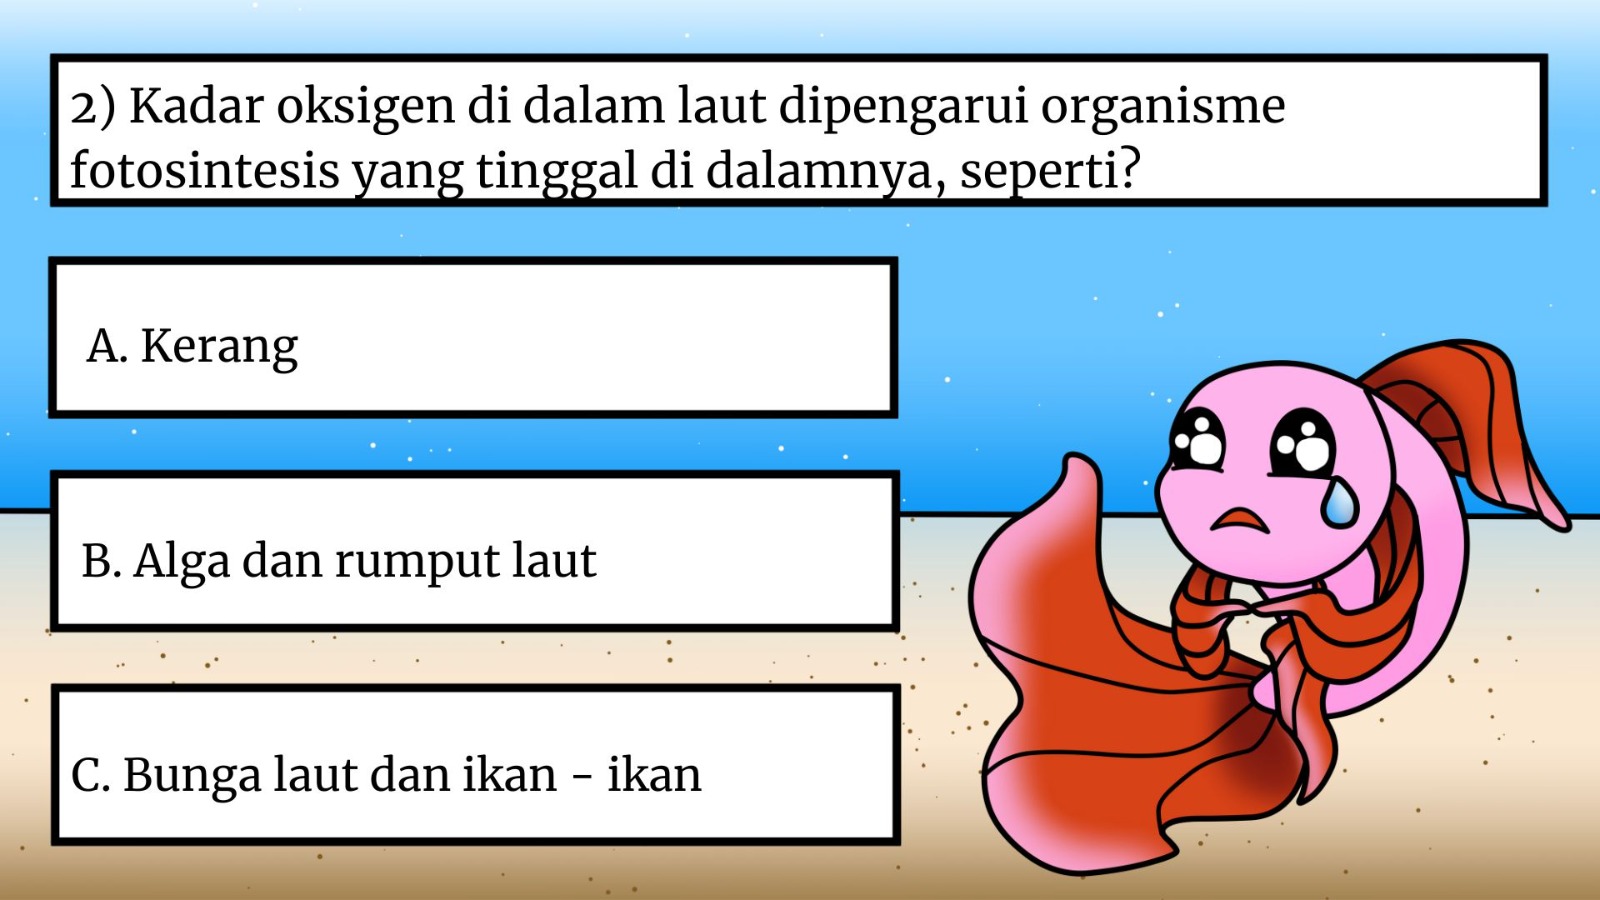 2) Kadar oksigen di dalam laut dipengarui organisme
fotosintesis yang tinggal di dalamnya, seperti?
A. Kerang
B. Alga dan rumput laut
C. Bunga laut dan ikan - ikan